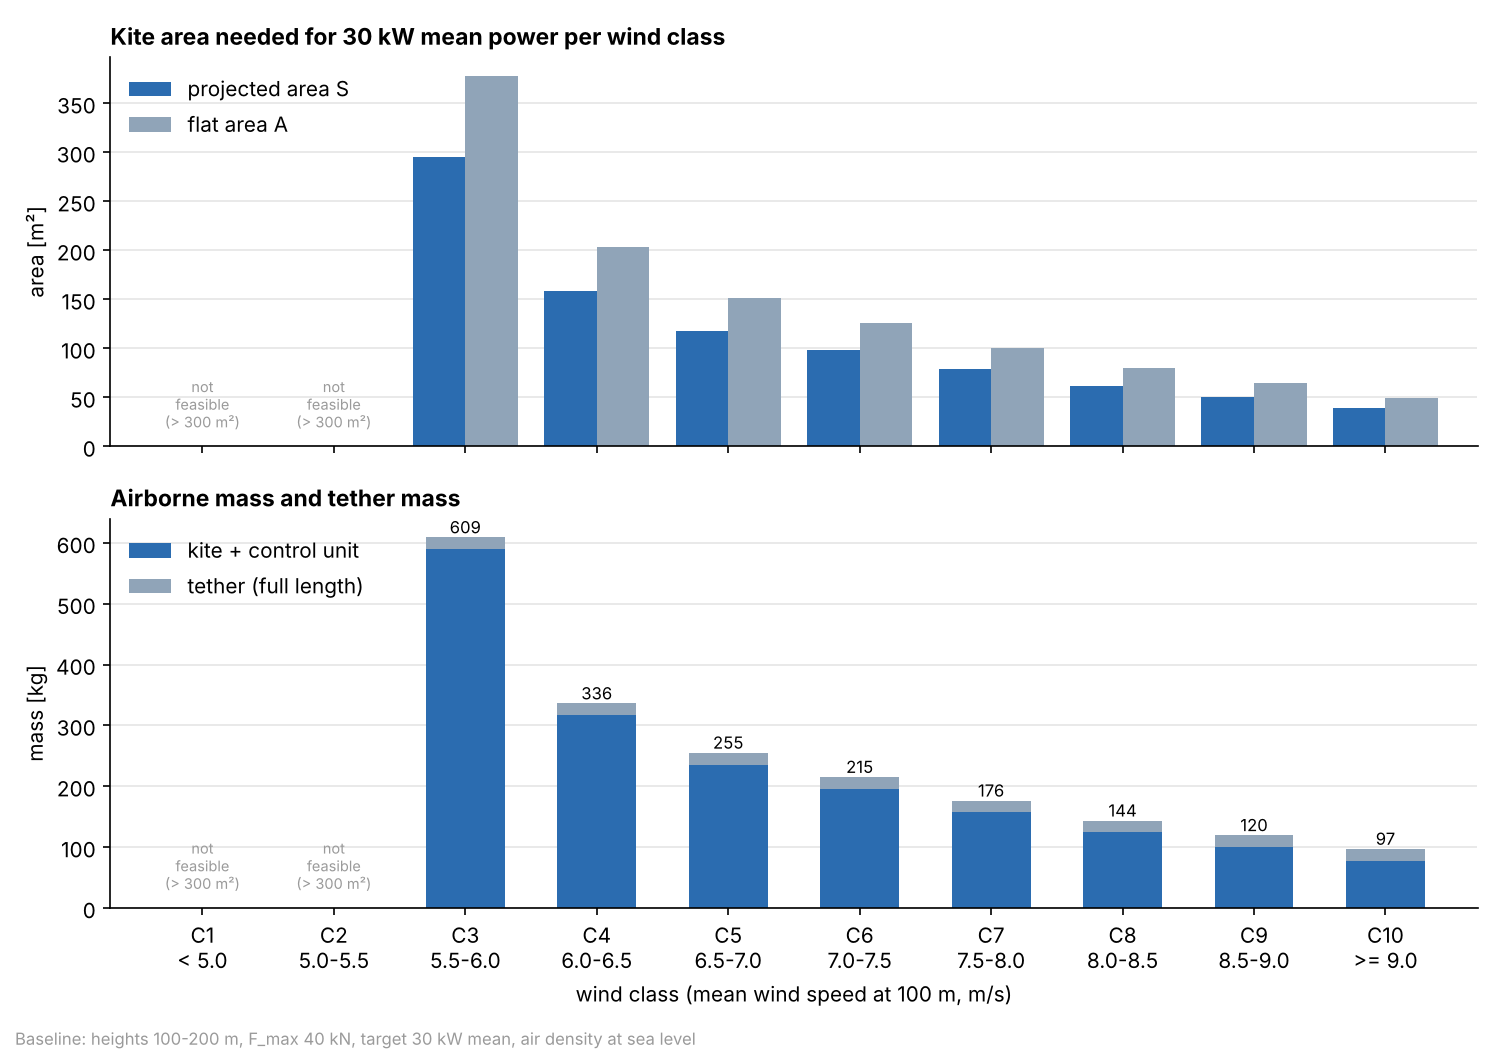 Kite area needed for 30 kW mean power per wind class
projected area S
flat area A
area [m²]
350
300
250
200
150
100
50
0
not
feasible
(> 300 m²)
not
feasible
(> 300 m²)
Airborne mass and tether mass
kite + control unit
tether (full length)
mass [kg]
600
500
400
300
200
100
0
609
336
255
215
176
144
120
97
not
feasible
(> 300 m²)
not
feasible
(> 300 m²)
C1
< 5.0
C2
5.0-5.5
C3
5.5-6.0
C4
6.0-6.5
C5
6.5-7.0
C6
7.0-7.5
C7
7.5-8.0
C8
8.0-8.5
C9
8.5-9.0
C10
>= 9.0
wind class (mean wind speed at 100 m, m/s)
Baseline: heights 100-200 m, F_max 40 kN, target 30 kW mean, air density at sea level